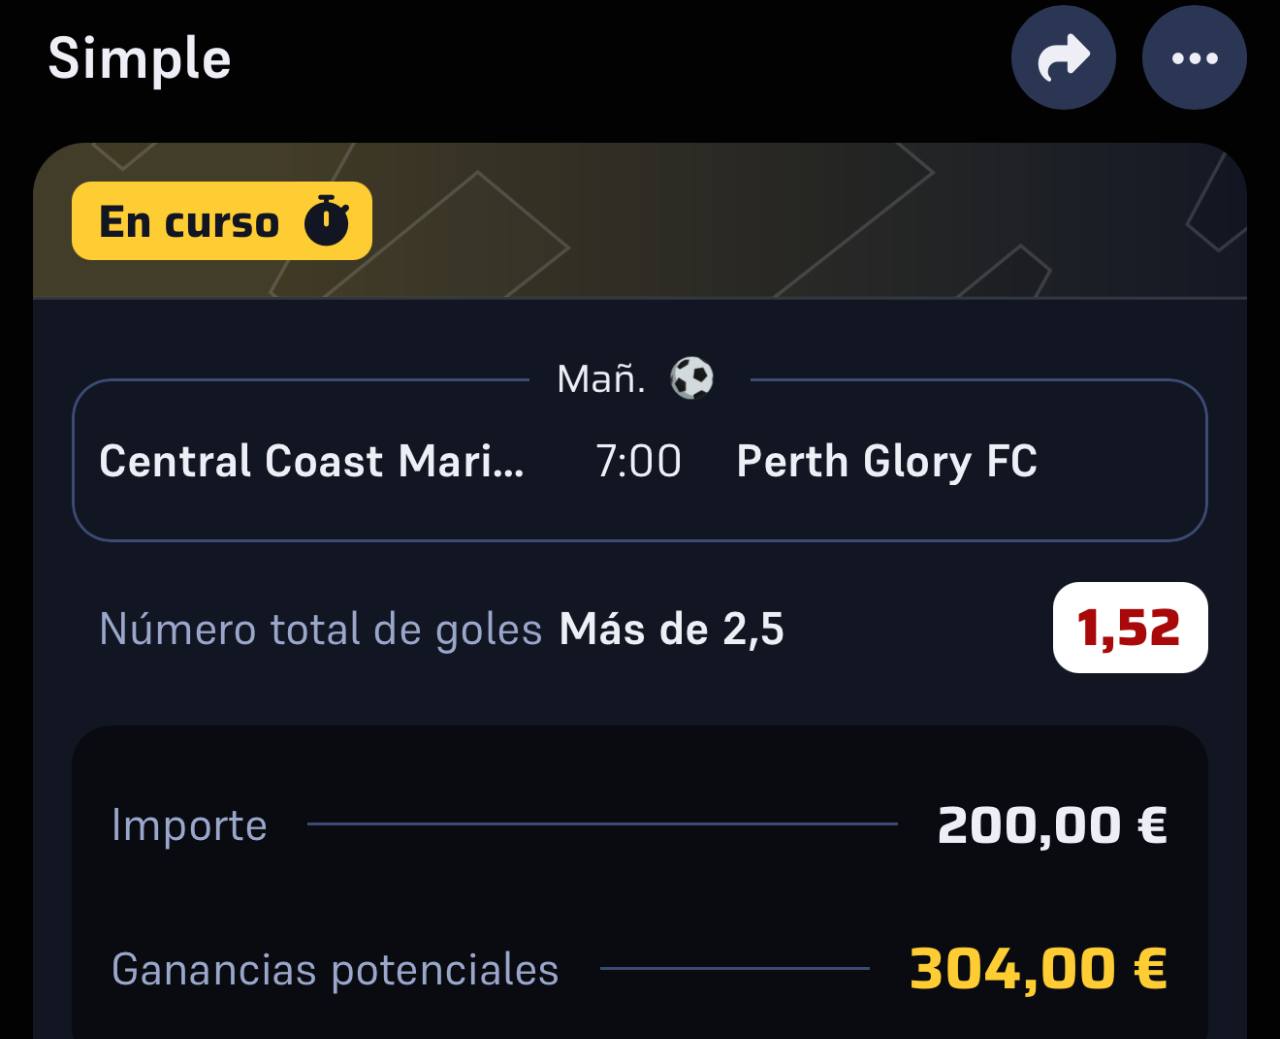 Simple
En curso
Mañ.
Central Coast Mari... 7:00 Perth Glory FC
Número total de goles Más de 2,5 1,52
Importe 200,00 €
Ganancias potenciales 304,00 €